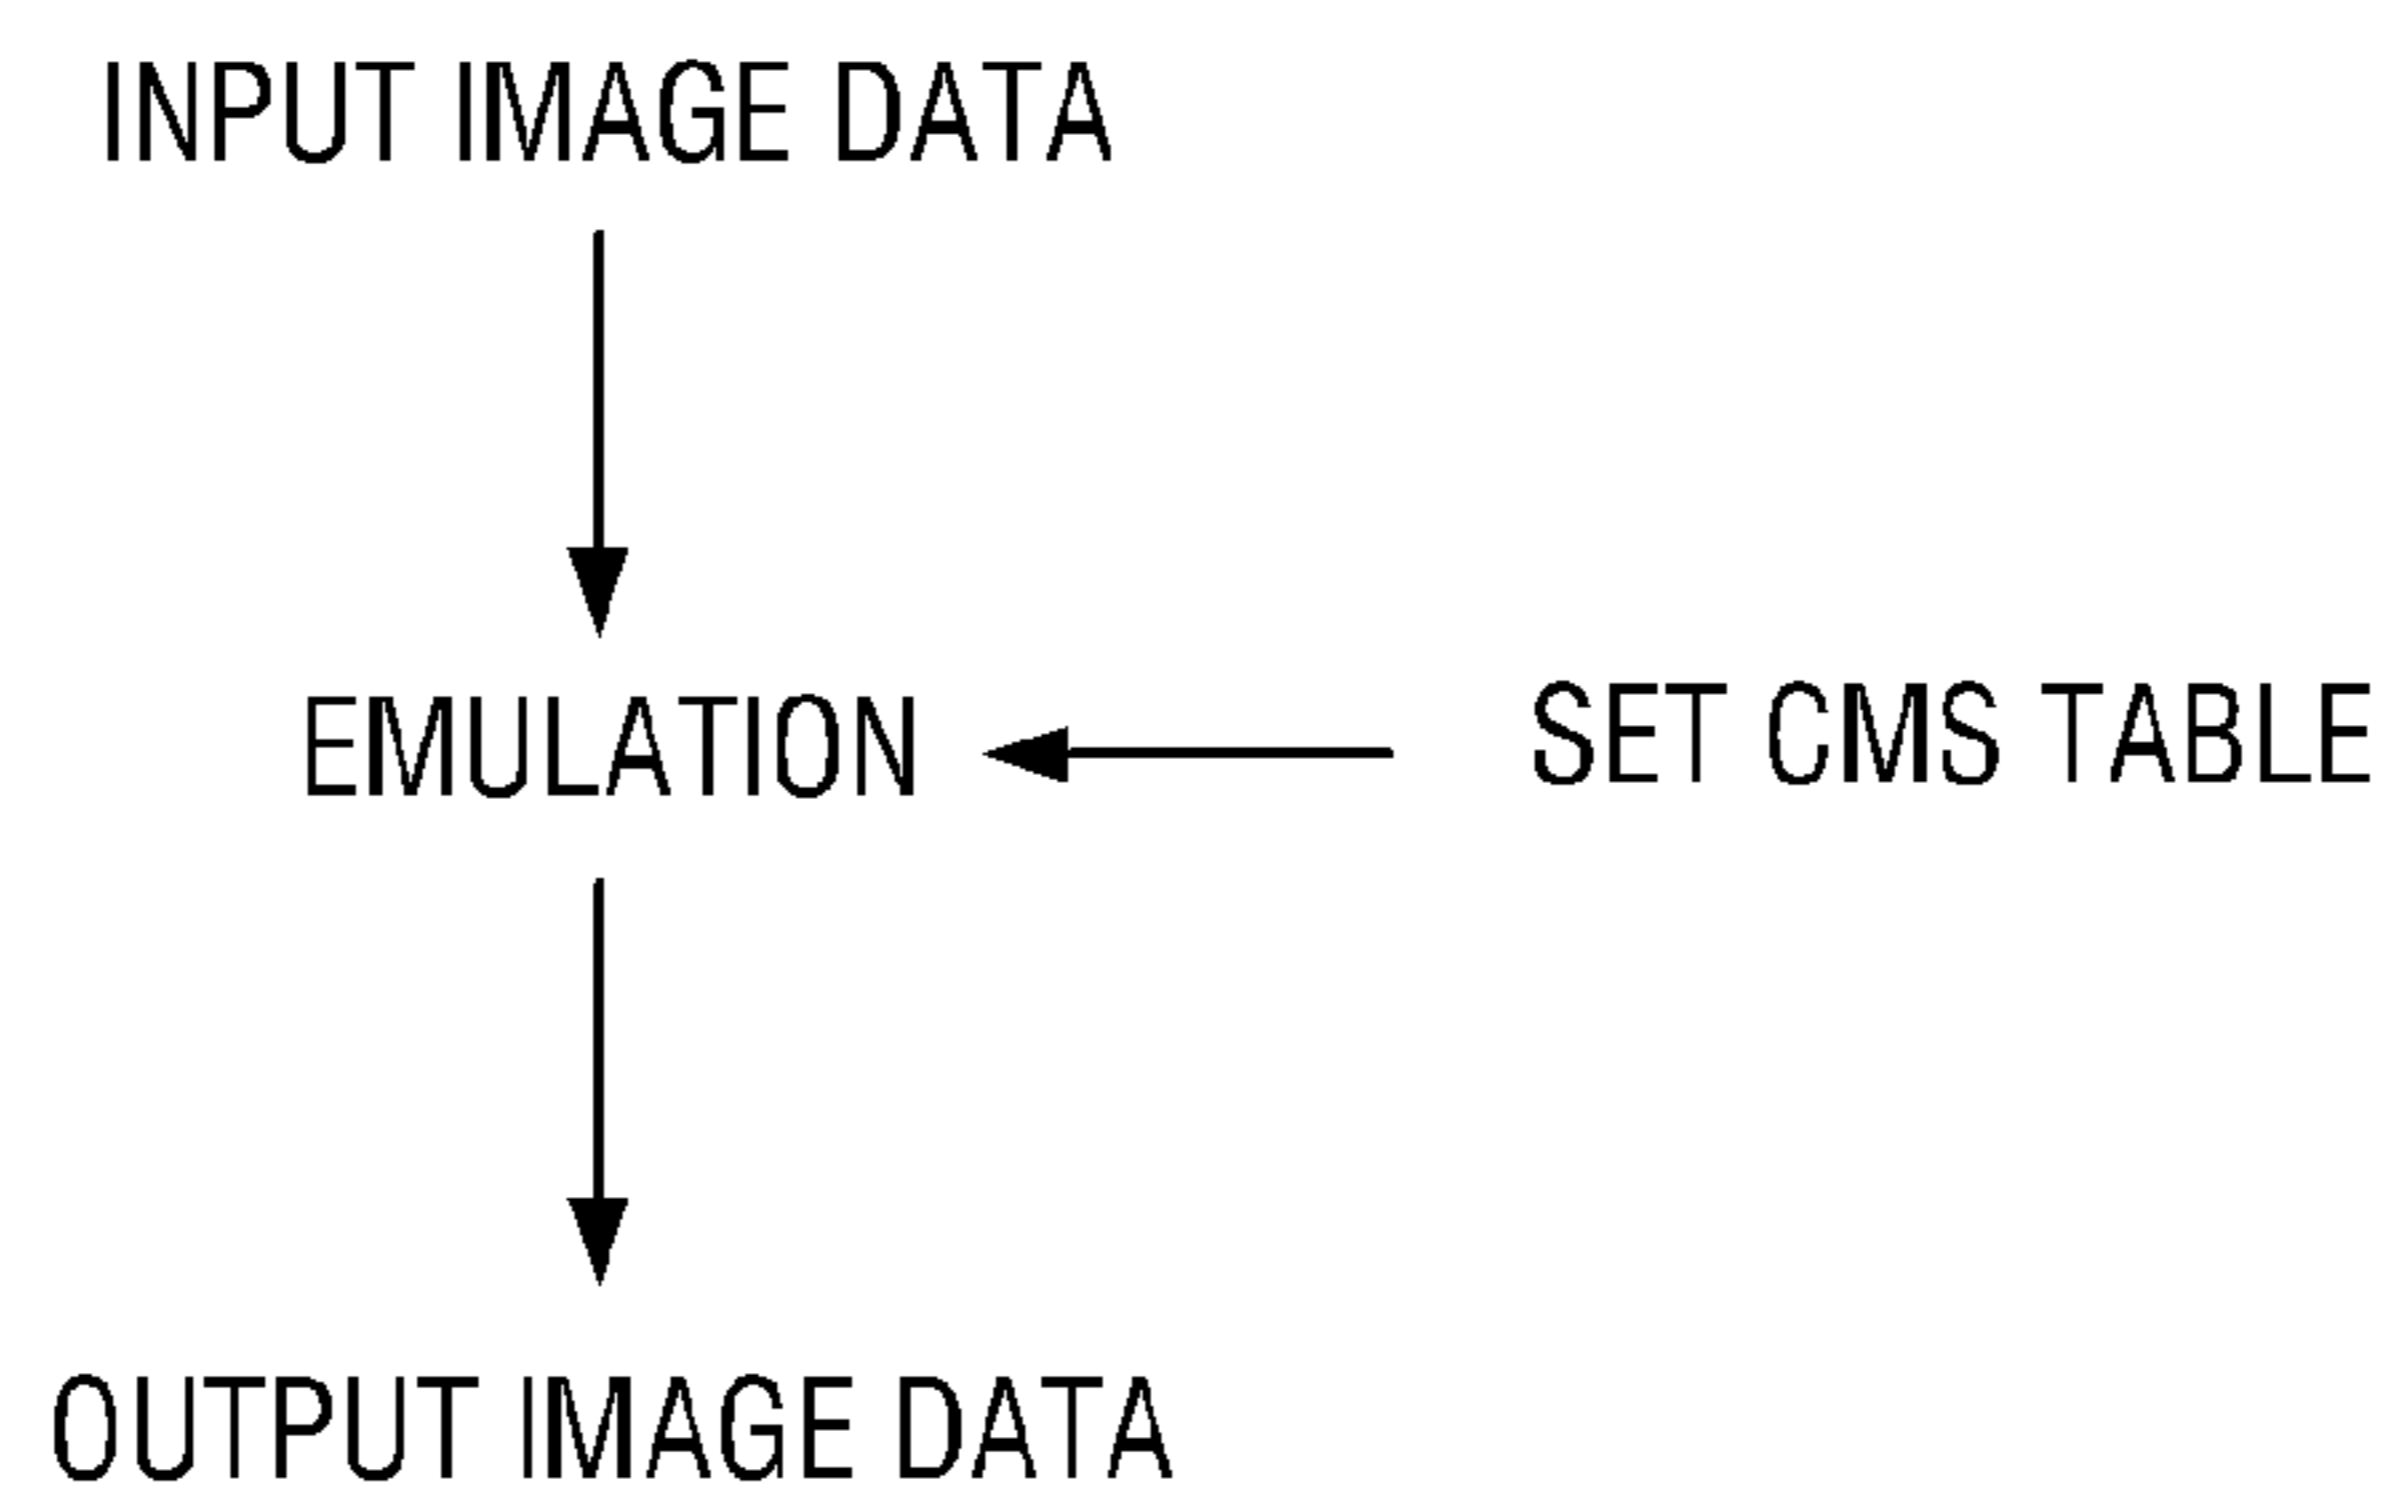 INPUT IMAGE DATA
EMULATION
SET CMS TABLE
OUTPUT IMAGE DATA